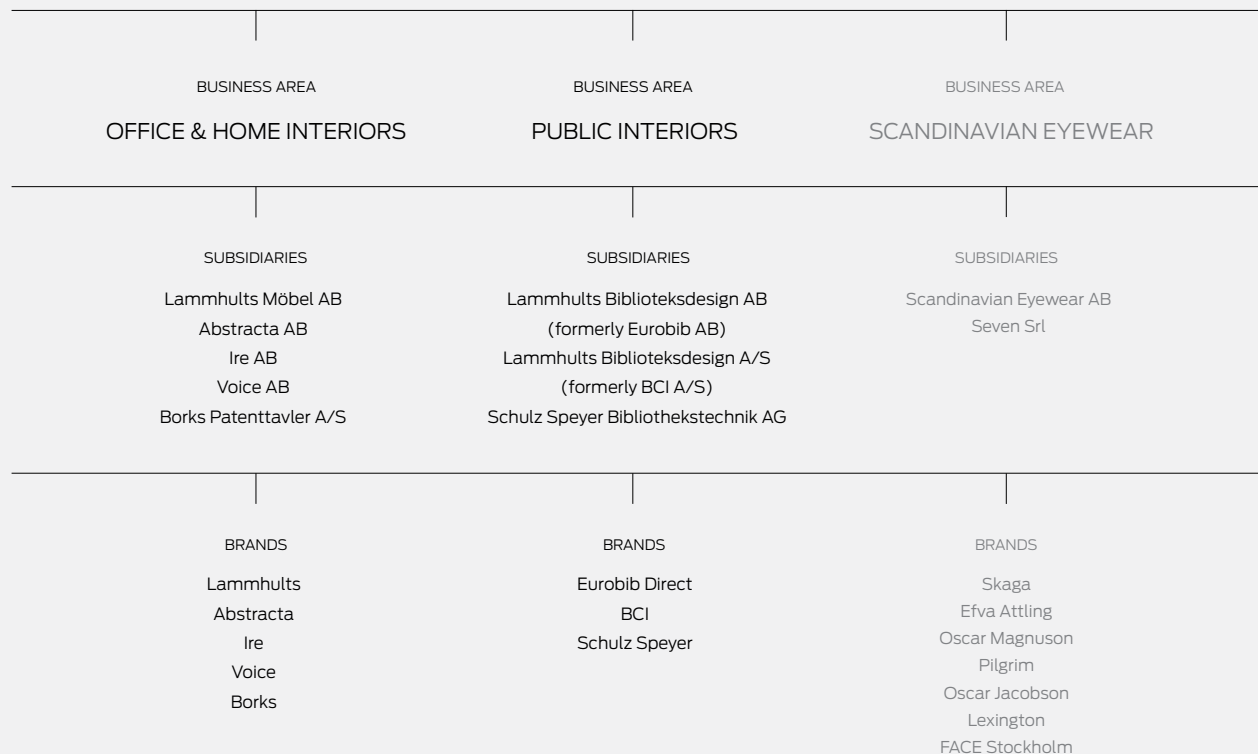 BUSINESS AREA
OFFICE & HOME INTERIORS
BUSINESS AREA
PUBLIC INTERIORS
BUSINESS AREA
SCANDINAVIAN EYEWEAR
SUBSIDIARIES
Lammhults Möbel AB
Abstracta AB
Ire AB
Voice AB
Borks Patenttavler A/S
SUBSIDIARIES
Lammhults Biblioteksdesign AB
(formerly Eurobib AB)
Lammhults Biblioteksdesign A/S
(formerly BCI A/S)
Schulz Speyer Bibliothekstechnik AG
SUBSIDIARIES
Scandinavian Eyewear AB
Seven Srl
BRANDS
Lammhults
Abstracta
Ire
Voice
Borks
BRANDS
Eurobib Direct
BCI
Schulz Speyer
BRANDS
Skaga
Efva Attling
Oscar Magnuson
Pilgrim
Oscar Jacobson
Lexington
FACE Stockholm